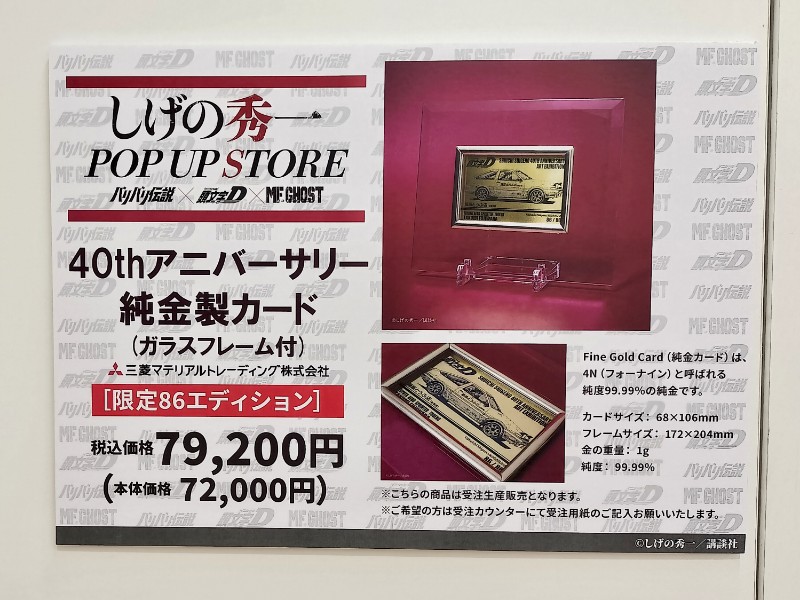 しげの秀一
POP UP STORE
バリバリ伝説×頭文字D×MF GHOST
40thアニバーサリー
純金製カード
(ガラスフレーム付)
三菱マテリアルトレーディング株式会社
[限定86エディション]
税込価格 79,200円
(本体価格 72,000円)
Fine Gold Card (純金カード) は、
4N (フォーナイン) と呼ばれる
純度99.99%の純金です。
カードサイズ: 68×106mm
フレームサイズ: 172×204mm
金の重量: 1g
純度: 99.99%
※こちらの商品は受注生産販売となります。
※ご希望の方は受注カウンターにて受注用紙のご記入お願いいたします。
©しげの秀一/講談社